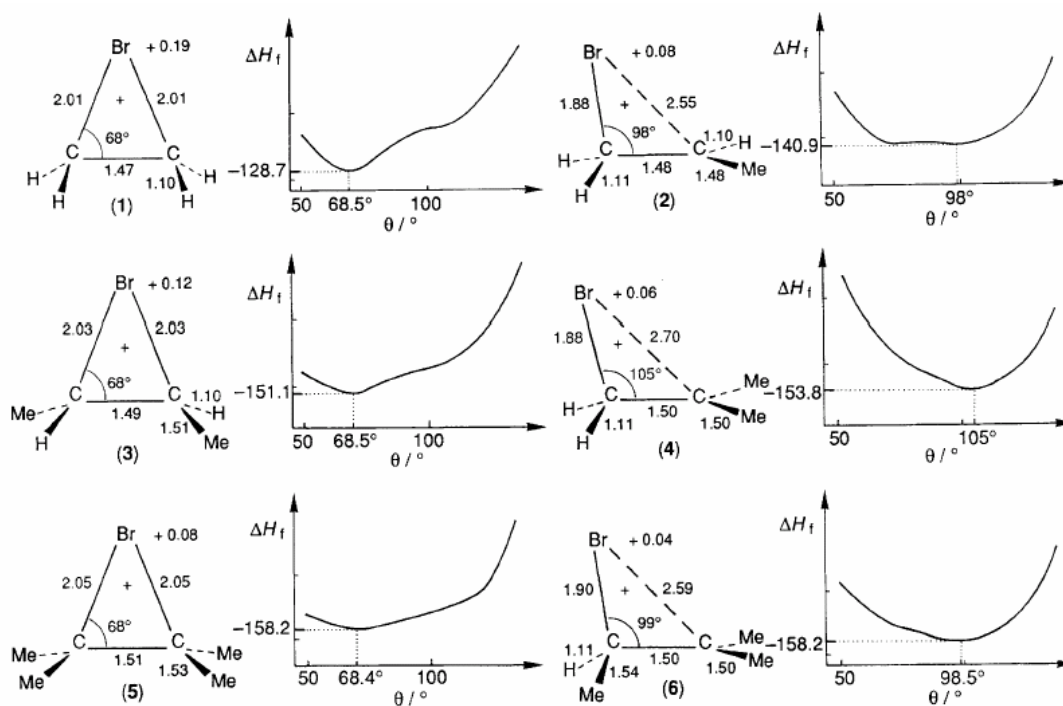 Br + 0.19
2.01 + 2.01
68°
C C
1.47
H H H H
1.10
(1)
ΔHf
−128.7
50 68.5° 100
θ / °
Br + 0.08
1.88 + 2.55
98°
C C
1.10
H H H Me
1.11 1.48 1.48
(2)
ΔHf
−140.9
50 98°
θ / °
Br + 0.12
2.03 + 2.03
68°
C C
1.10
Me H H Me
1.49 1.51
(3)
ΔHf
−151.1
50 68.5° 100
θ / °
Br + 0.06
1.88 + 2.70
105°
C C
H H Me Me
1.11 1.50 1.50
(4)
ΔHf
−153.8
50 105°
θ / °
Br + 0.08
2.05 + 2.05
68°
C C
Me Me Me Me
1.51 1.53
(5)
ΔHf
−158.2
50 68.4° 100
θ / °
Br + 0.04
1.90 + 2.59
99°
C C
1.11
H Me Me Me
1.54 1.50 1.50
(6)
ΔHf
−158.2
50 98.5°
θ / °